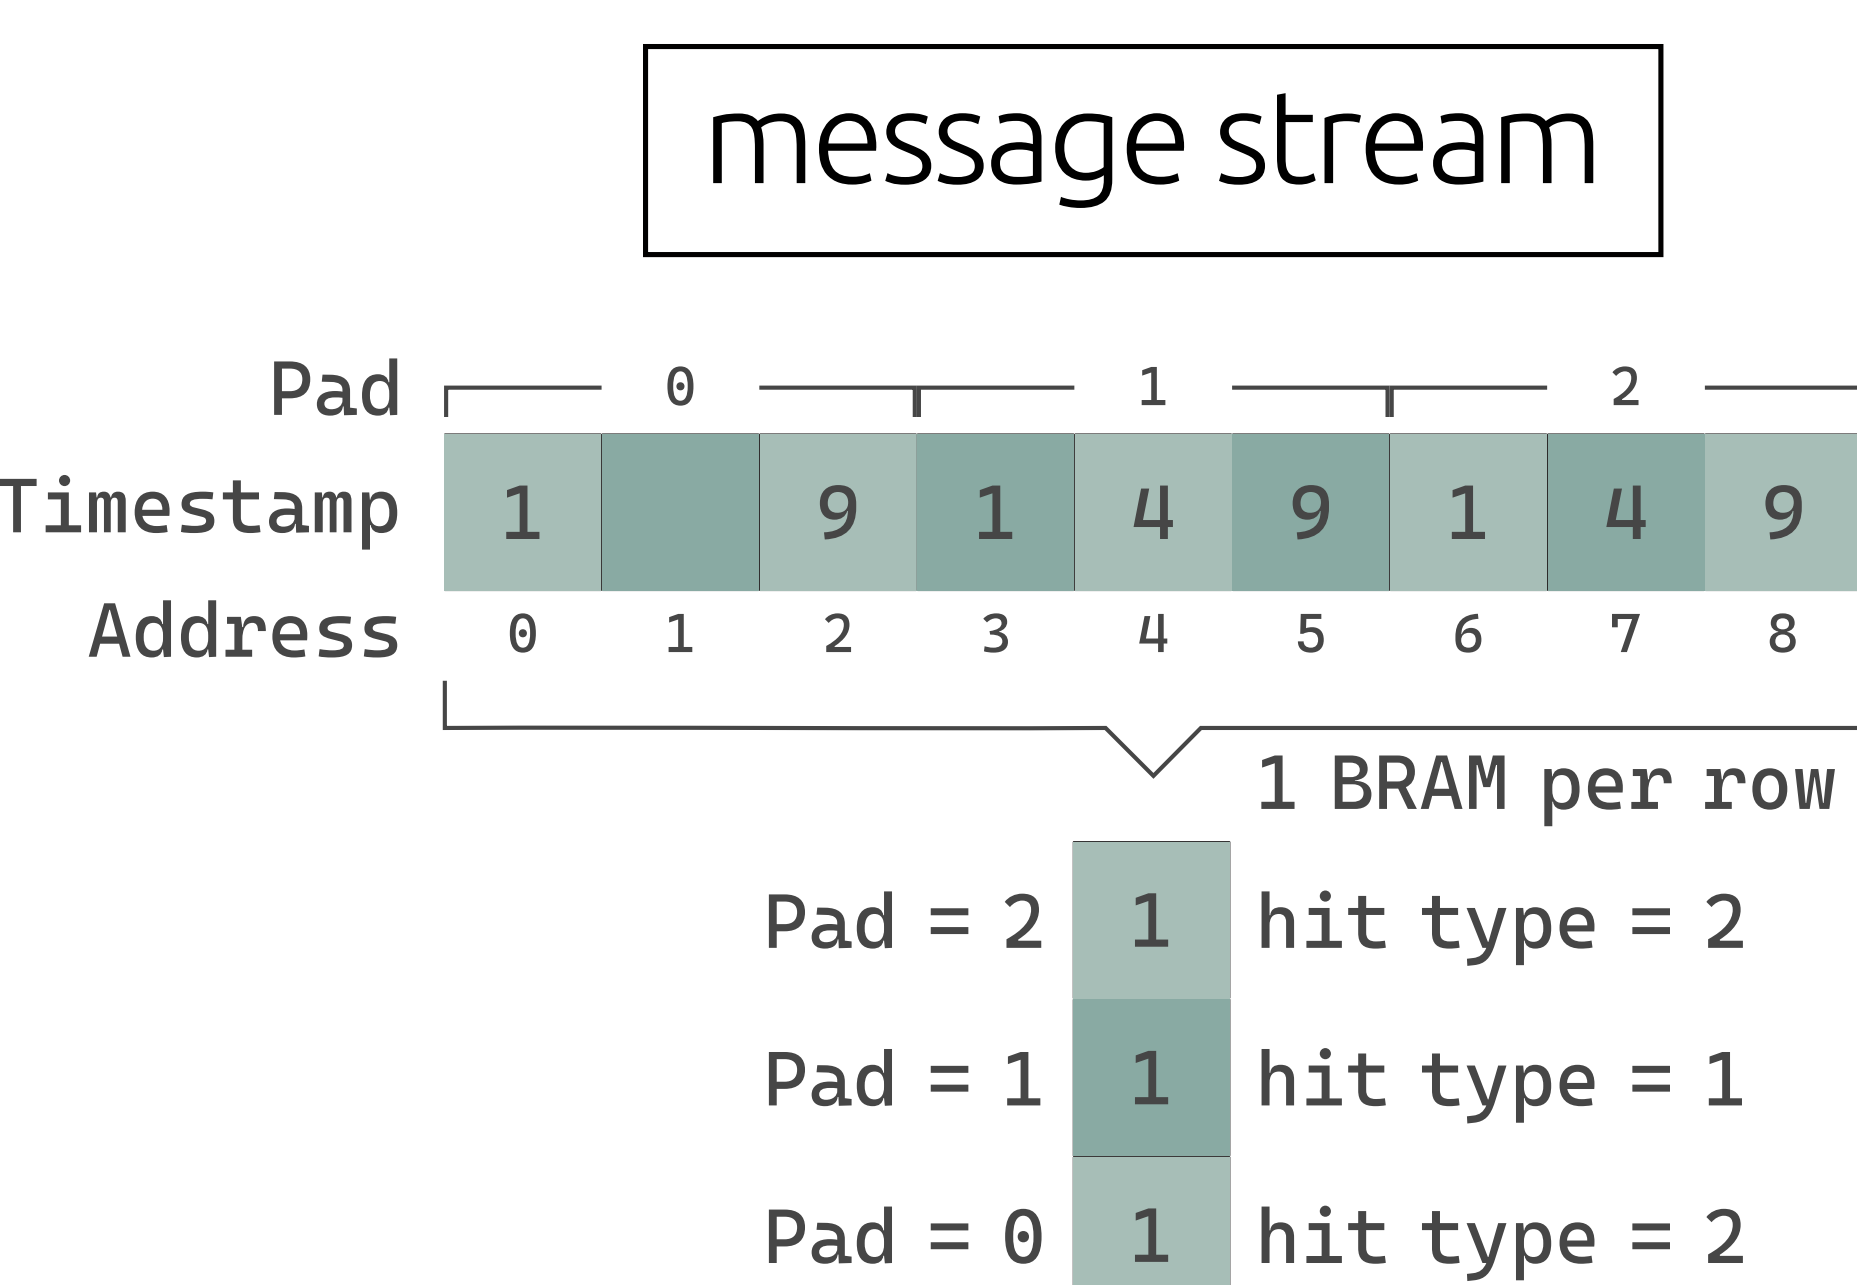 message stream
Pad 0 1 2
Timestamp 1 9 1 4 9 1 4 9
Address 0 1 2 3 4 5 6 7 8
1 BRAM per row
Pad = 2 1 hit type = 2
Pad = 1 1 hit type = 1
Pad = 0 1 hit type = 2